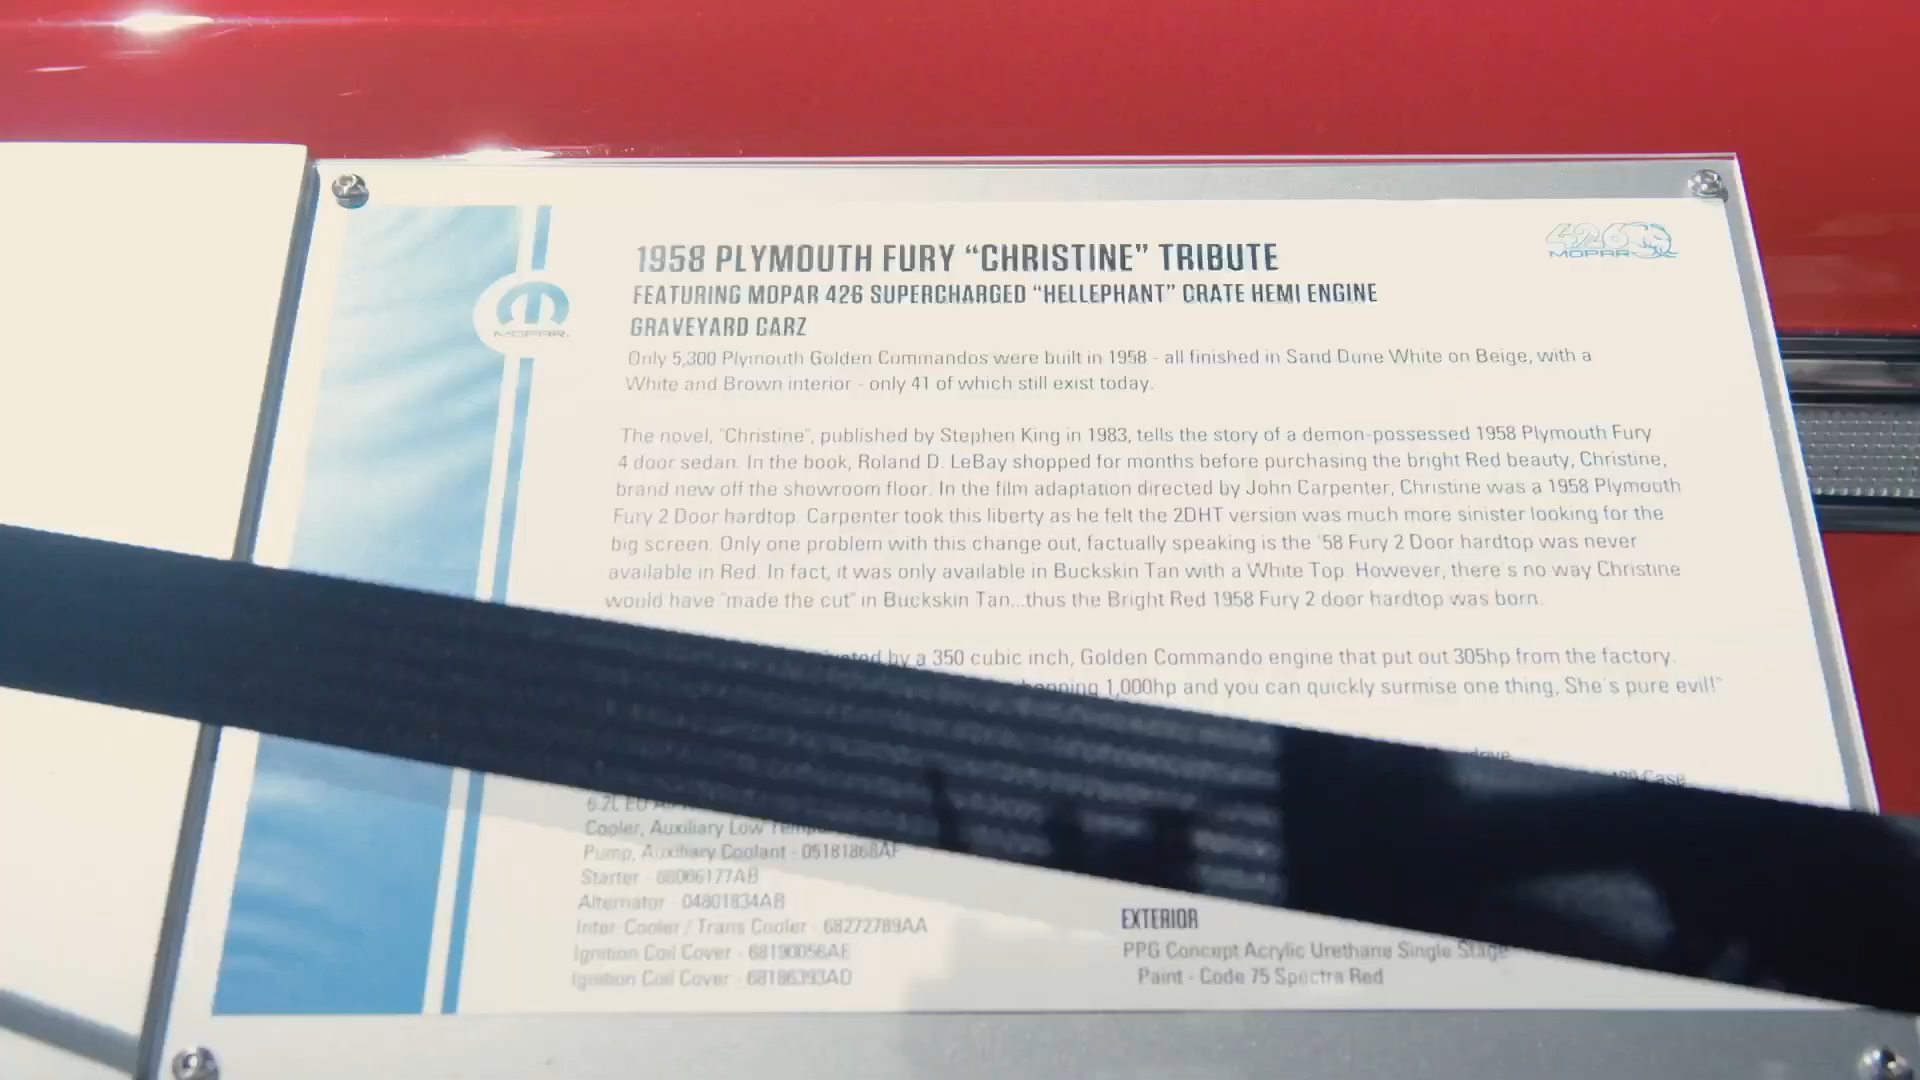 1958 PLYMOUTH FURY “CHRISTINE” TRIBUTE
FEATURING MOPAR 426 SUPERCHARGED “HELLEPHANT” CRATE HEMI ENGINE
GRAVEYARD CARZ
426
MOPAR
MOPAR
Only 5,300 Plymouth Golden Commandos were built in 1958 - all finished in Sand Dune White on Beige, with a
White and Brown interior - only 41 of which still exist today.
The novel, "Christine", published by Stephen King in 1983, tells the story of a demon-possessed 1958 Plymouth Fury
4 door sedan. In the book, Roland D. LeBay shopped for months before purchasing the bright Red beauty, Christine,
brand new off the showroom floor. In the film adaptation directed by John Carpenter, Christine was a 1958 Plymouth
Fury 2 Door hardtop. Carpenter took this liberty as he felt the 2DHT version was much more sinister looking for the
big screen. Only one problem with this change out, factually speaking is the '58 Fury 2 Door hardtop was never
available in Red. In fact, it was only available in Buckskin Tan with a White Top. However, there's no way Christine
would have "made the cut" in Buckskin Tan...thus the Bright Red 1958 Fury 2 door hardtop was born.
by a 350 cubic inch, Golden Commando engine that put out 305hp from the factory.
1,000hp and you can quickly surmise one thing, She's pure evil!"
Case
6.2L
Cooler, Auxiliary Low
Pump, Auxiliary Coolant - 05181868AF
Starter - 68066177AB
Alternator - 04801834AB
Inter-Cooler / Trans Cooler - 68272789AA
Ignition Coil Cover - 68190056AE
Ignition Coil Cover - 68186393AD
EXTERIOR
PPG Concept Acrylic Urethane Single Stage
Paint - Code 75 Spectra Red